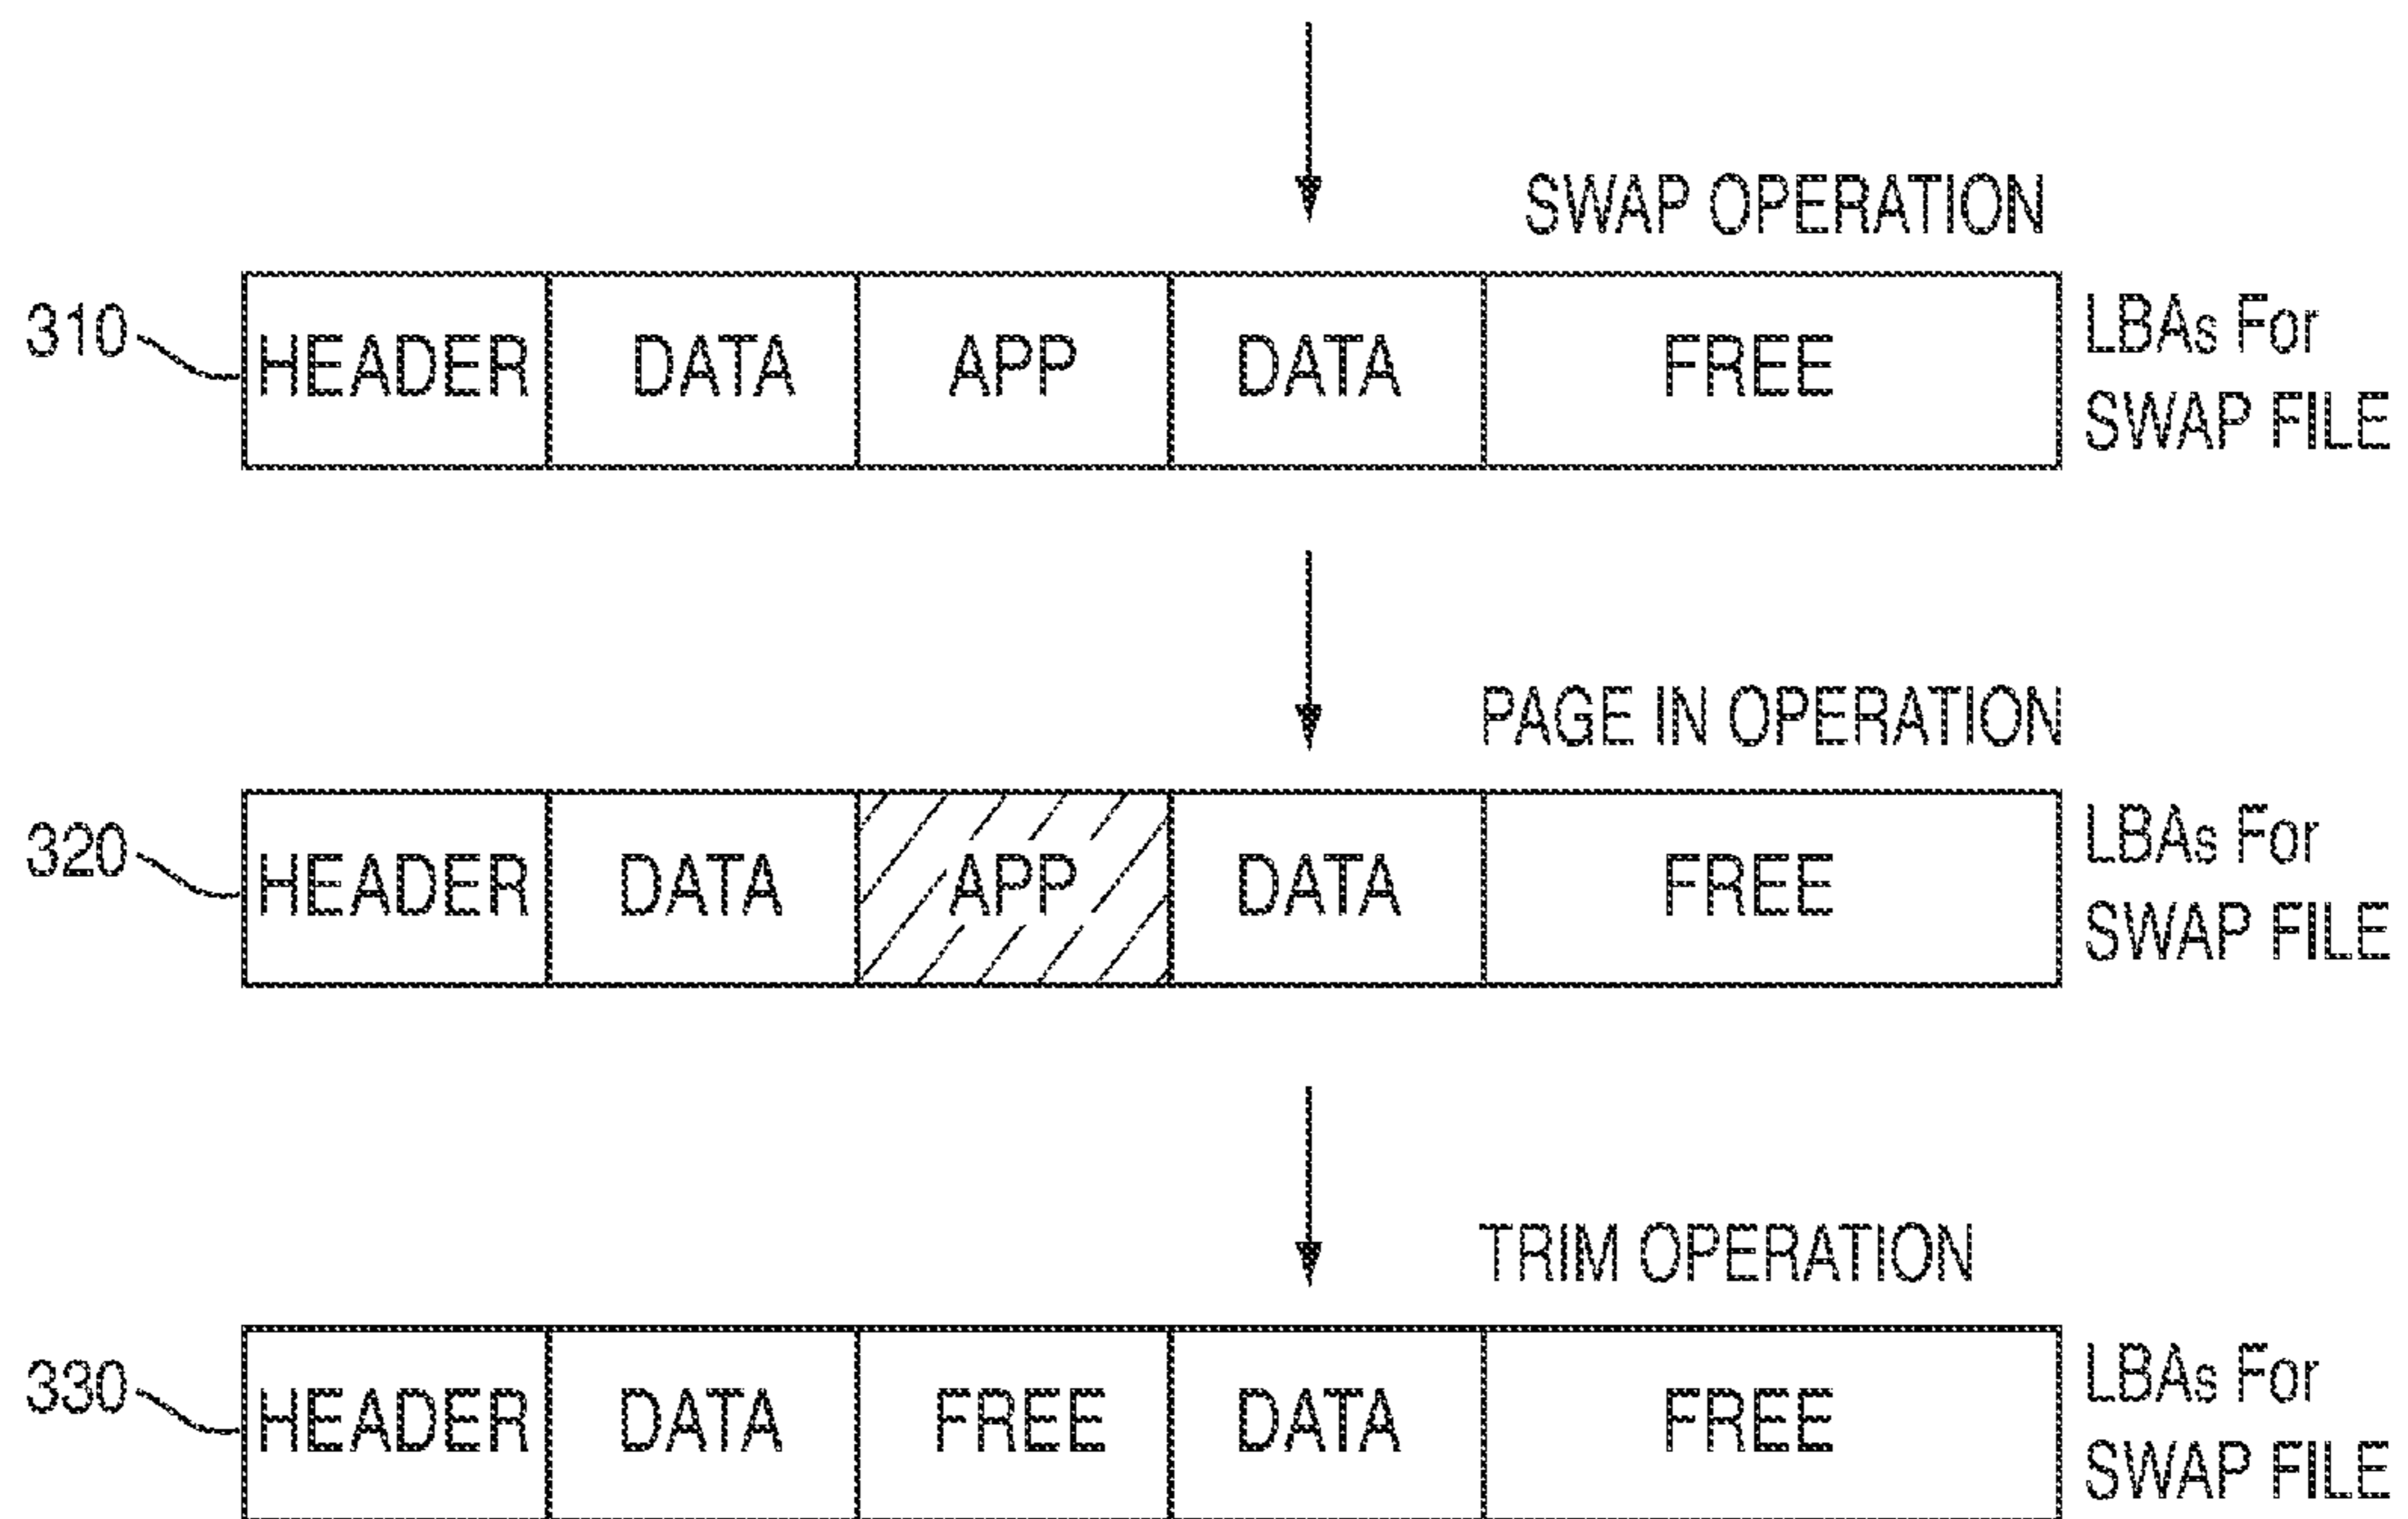 SWAP OPERATION
310 HEADER DATA APP DATA FREE LBAs For
SWAP FILE
PAGE IN OPERATION
320 HEADER DATA APP DATA FREE LBAs For
SWAP FILE
TRIM OPERATION
330 HEADER DATA FREE DATA FREE LBAs For
SWAP FILE